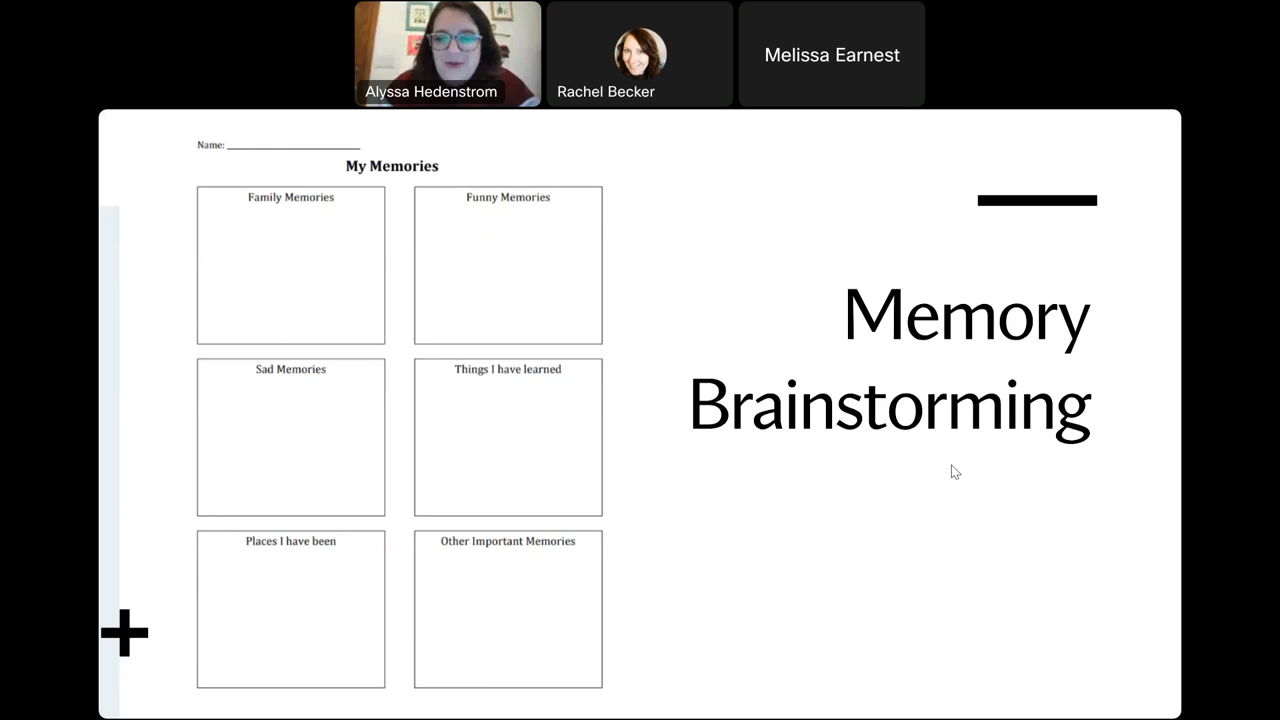 Alyssa Hedenstrom
Rachel Becker
Melissa Earnest
Name: ____________________
My Memories
Family Memories
Funny Memories
Sad Memories
Things I have learned
Places I have been
Other Important Memories
Memory
Brainstorming